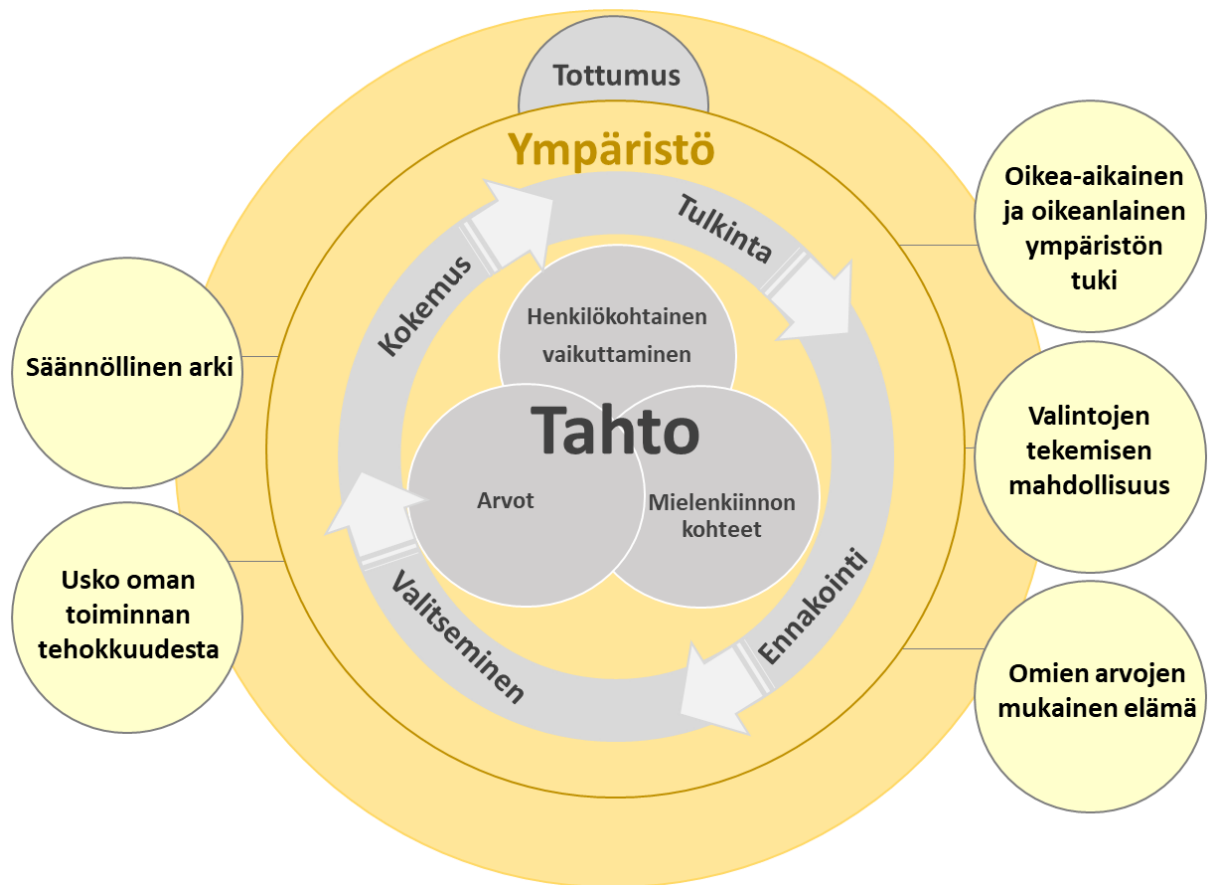 Tottumus
Ympäristö
Tulkinta
Kokemus
Henkilökohtainen
vaikuttaminen
Tahto
Arvot
Mielenkiinnon
kohteet
Ennakointi
Valitseminen
Säännöllinen arki
Usko oman
toiminnan
tehokkuudesta
Oikea-aikainen
ja oikeanlainen
ympäristön
tuki
Valintojen
tekemisen
mahdollisuus
Omien arvojen
mukainen elämä